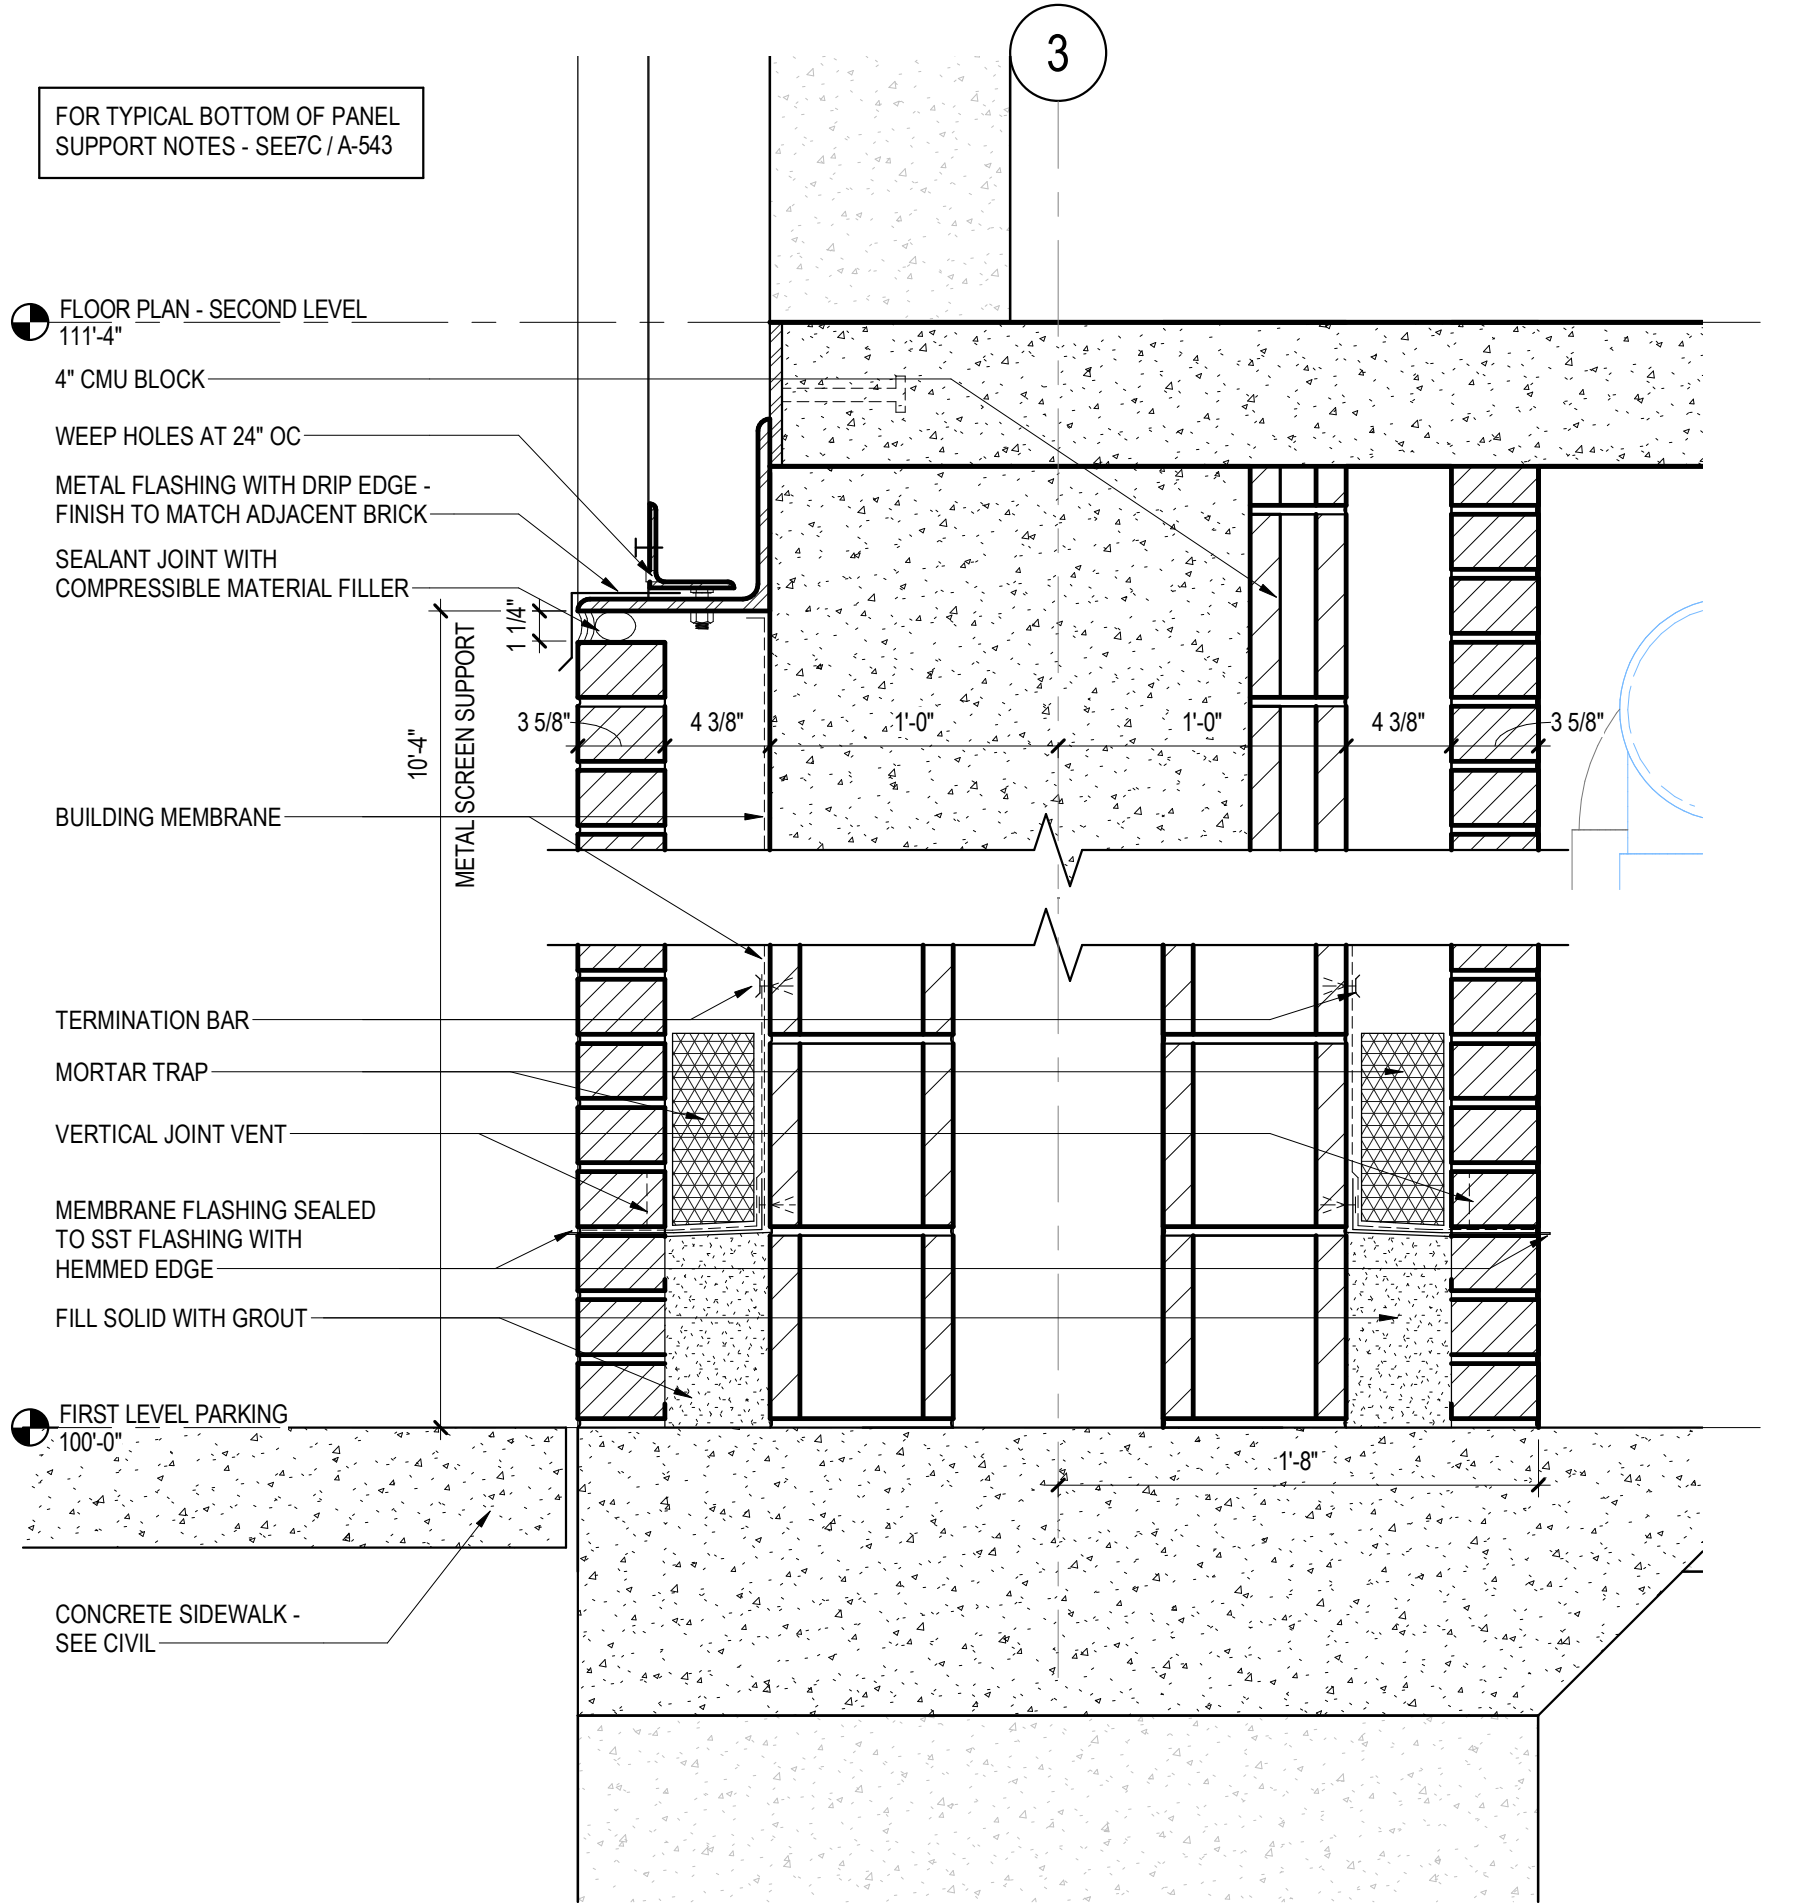 3
FOR TYPICAL BOTTOM OF PANEL
SUPPORT NOTES - SEE7C / A-543
FLOOR PLAN - SECOND LEVEL
111'-4"
4" CMU BLOCK
WEEP HOLES AT 24" OC
METAL FLASHING WITH DRIP EDGE -
FINISH TO MATCH ADJACENT BRICK
SEALANT JOINT WITH
COMPRESSIBLE MATERIAL FILLER
1 1/4"
10'-4"
METAL SCREEN SUPPORT
3 5/8"
4 3/8"
1'-0"
1'-0"
4 3/8"
3 5/8"
BUILDING MEMBRANE
TERMINATION BAR
MORTAR TRAP
VERTICAL JOINT VENT
MEMBRANE FLASHING SEALED
TO SST FLASHING WITH
HEMMED EDGE
FILL SOLID WITH GROUT
FIRST LEVEL PARKING
100'-0"
1'-8"
CONCRETE SIDEWALK -
SEE CIVIL